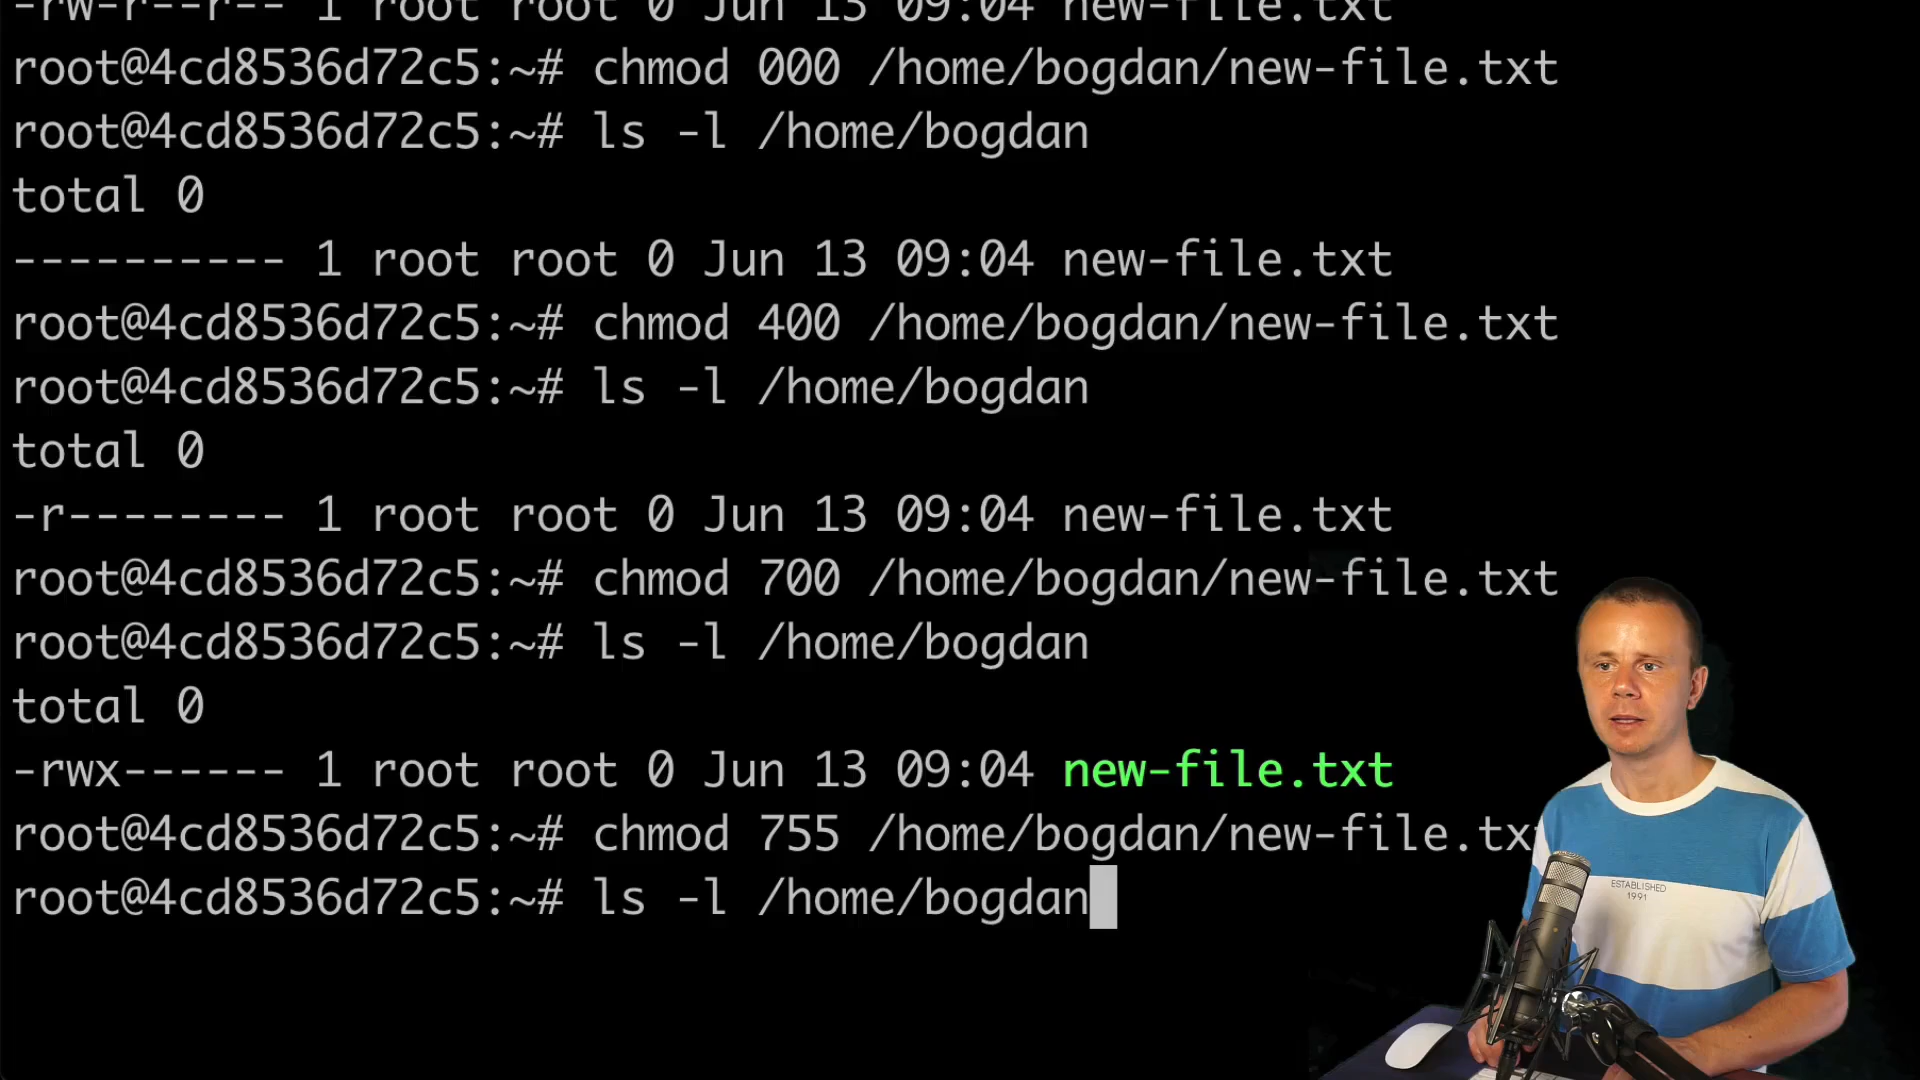 -rw-r--r-- 1 root root 0 Jun 13 09:04 new-file.txt
root@4cd8536d72c5:~# chmod 000 /home/bogdan/new-file.txt
root@4cd8536d72c5:~# ls -l /home/bogdan
total 0
---------- 1 root root 0 Jun 13 09:04 new-file.txt
root@4cd8536d72c5:~# chmod 400 /home/bogdan/new-file.txt
root@4cd8536d72c5:~# ls -l /home/bogdan
total 0
-r-------- 1 root root 0 Jun 13 09:04 new-file.txt
root@4cd8536d72c5:~# chmod 700 /home/bogdan/new-file.txt
root@4cd8536d72c5:~# ls -l /home/bogdan
total 0
-rwx------ 1 root root 0 Jun 13 09:04 new-file.txt
root@4cd8536d72c5:~# chmod 755 /home/bogdan/new-file.tx
root@4cd8536d72c5:~# ls -l /home/bogdan
ESTABLISHED
1991